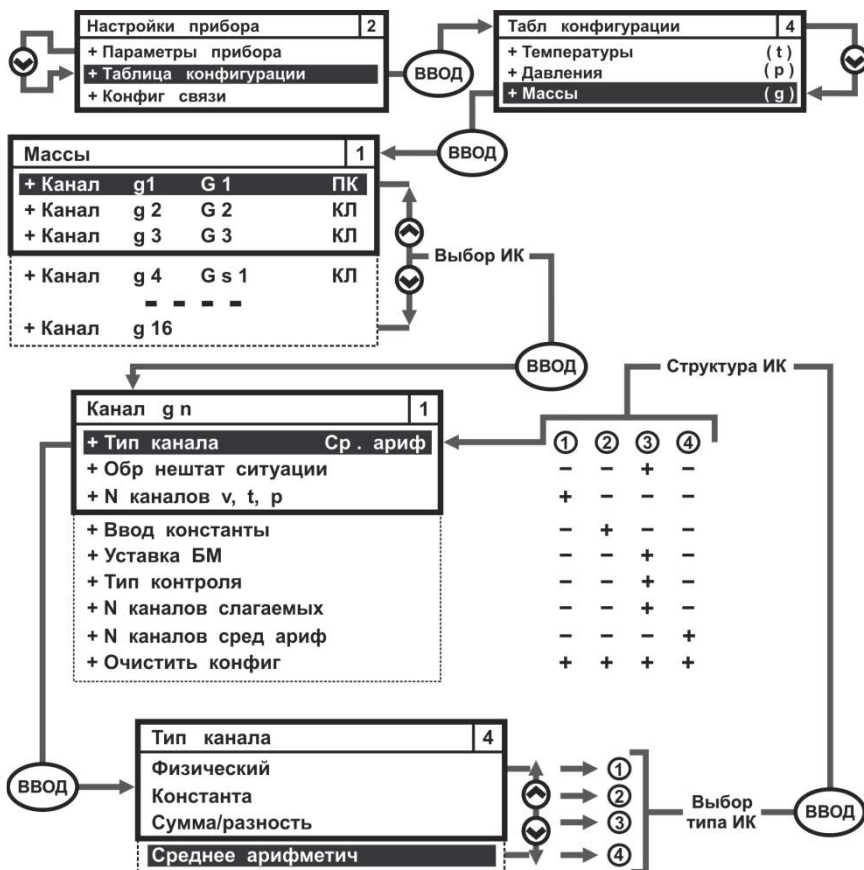 Настройки прибора 2
+ Параметры прибора
+ Таблица конфигурации
+ Конфиг связи
ВВОД
Табл конфигурации 4
+ Температуры (t)
+ Давления (p)
+ Массы (g)
ВВОД
Массы 1
+ Канал g1 G 1 ПК
+ Канал g 2 G 2 КЛ
+ Канал g 3 G 3 КЛ
+ Канал g 4 G s 1 КЛ
- - - -
+ Канал g 16
Выбор ИК
ВВОД
Структура ИК
Канал g n 1
① ② ③ ④
+ Тип канала Ср . ариф
+ Обр нештат ситуации – – + –
+ N каналов v, t, p + – – –
+ Ввод константы – + – –
+ Уставка БМ – – + –
+ Тип контроля – – + –
+ N каналов слагаемых – – + –
+ N каналов сред ариф – – – +
+ Очистить конфиг + + + +
ВВОД
Тип канала 4
Физический ①
Константа ②
Сумма/разность ③
Среднее арифметич ④
Выбор
типа ИК
ВВОД